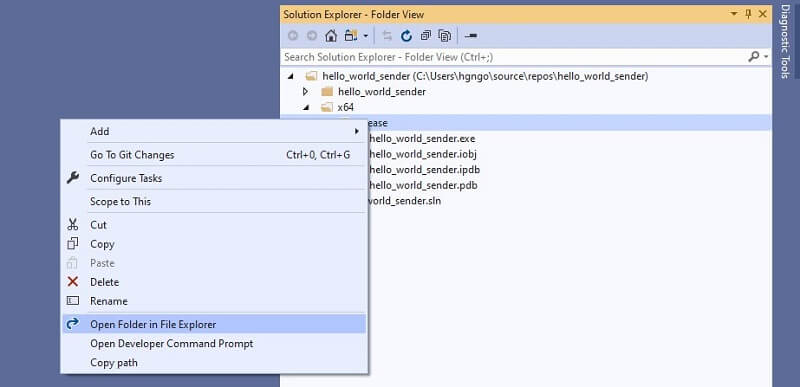 Solution Explorer - Folder View
Search Solution Explorer - Folder View (Ctrl+;)
hello_world_sender (C:\Users\hgngo\source\repos\hello_world_sender)
hello_world_sender
x64
ease
hello_world_sender.exe
hello_world_sender.iobj
hello_world_sender.ipdb
hello_world_sender.pdb
world_sender.sln
Add
Go To Git Changes Ctrl+0, Ctrl+G
Configure Tasks
Scope to This
Cut
Copy
Paste
Delete
Rename
Open Folder in File Explorer
Open Developer Command Prompt
Copy path
Diagnostic Tools